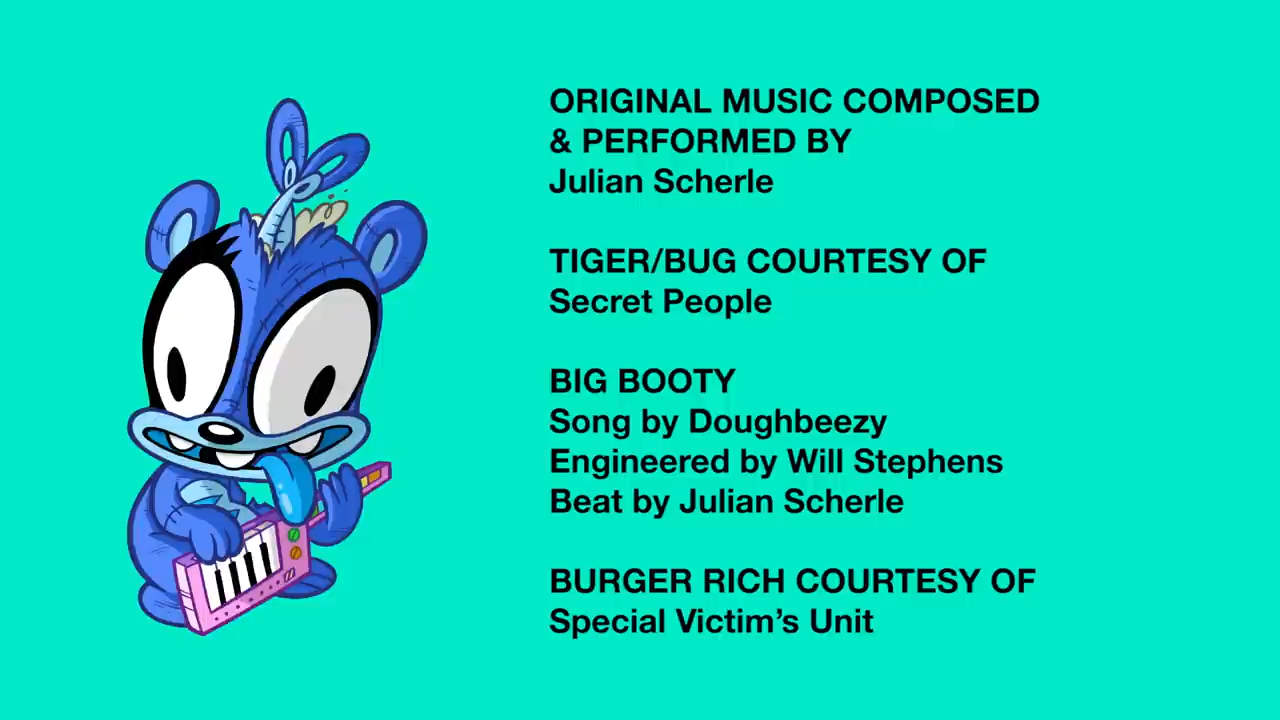 ORIGINAL MUSIC COMPOSED
& PERFORMED BY
Julian Scherle
TIGER/BUG COURTESY OF
Secret People
BIG BOOTY
Song by Doughbeezy
Engineered by Will Stephens
Beat by Julian Scherle
BURGER RICH COURTESY OF
Special Victim’s Unit